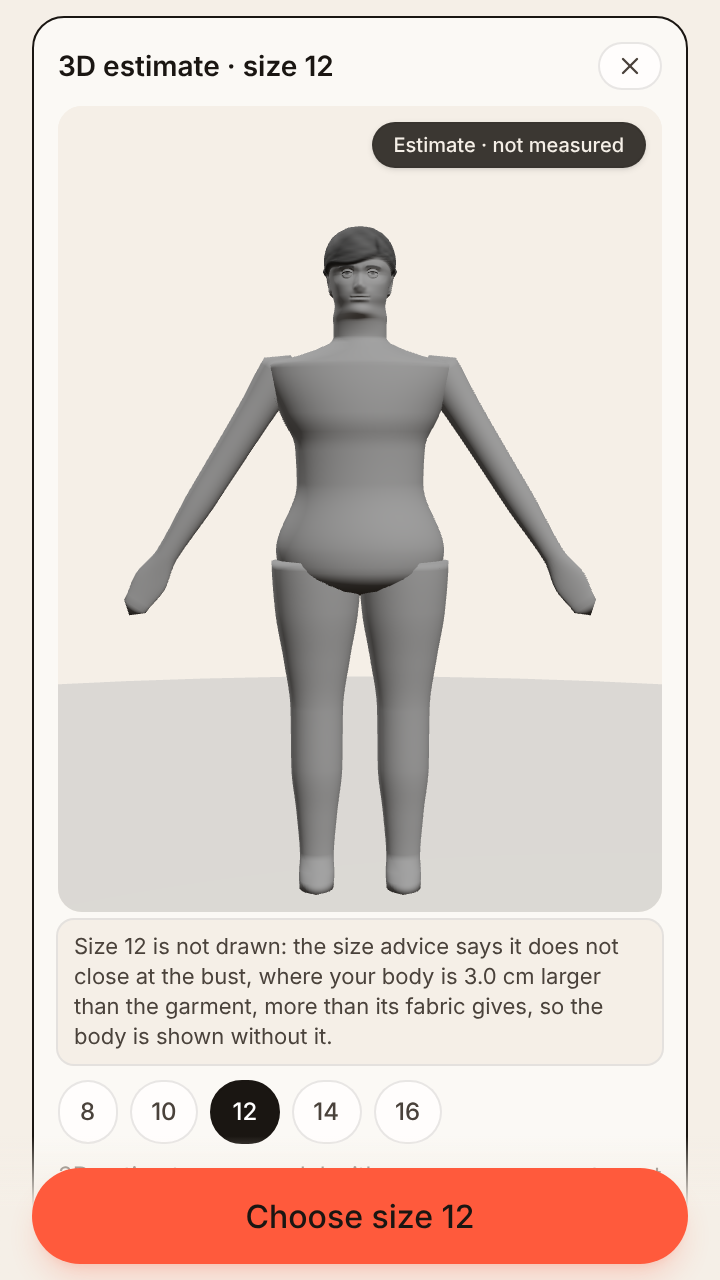 3D estimate · size 12
Estimate · not measured
Size 12 is not drawn: the size advice says it does not
close at the bust, where your body is 3.0 cm larger
than the garment, more than its fabric gives, so the
body is shown without it.
8
10
12
14
16
Choose size 12